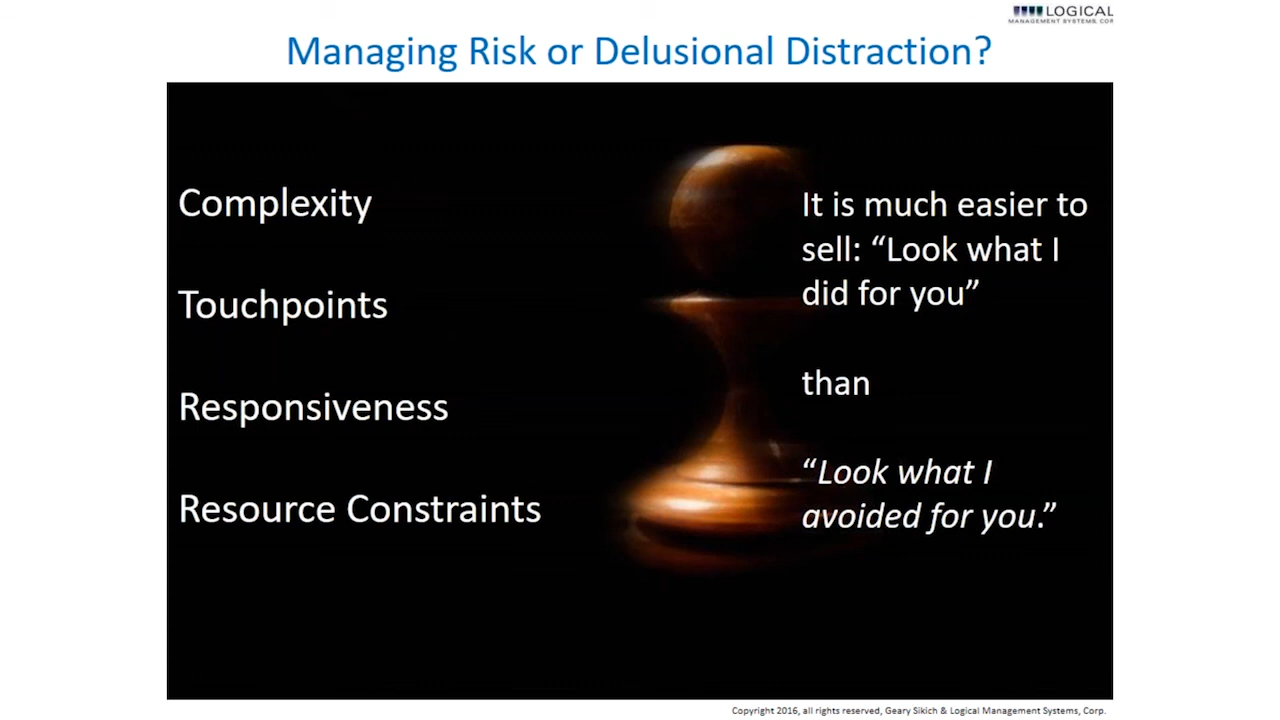 LOGICAL
MANAGEMENT SYSTEMS, COR
Managing Risk or Delusional Distraction?
Complexity
Touchpoints
Responsiveness
Resource Constraints
It is much easier to
sell: “Look what I
did for you”
than
“Look what I
avoided for you.”
Copyright 2016, all rights reserved, Geary Sikich & Logical Management Systems, Corp.